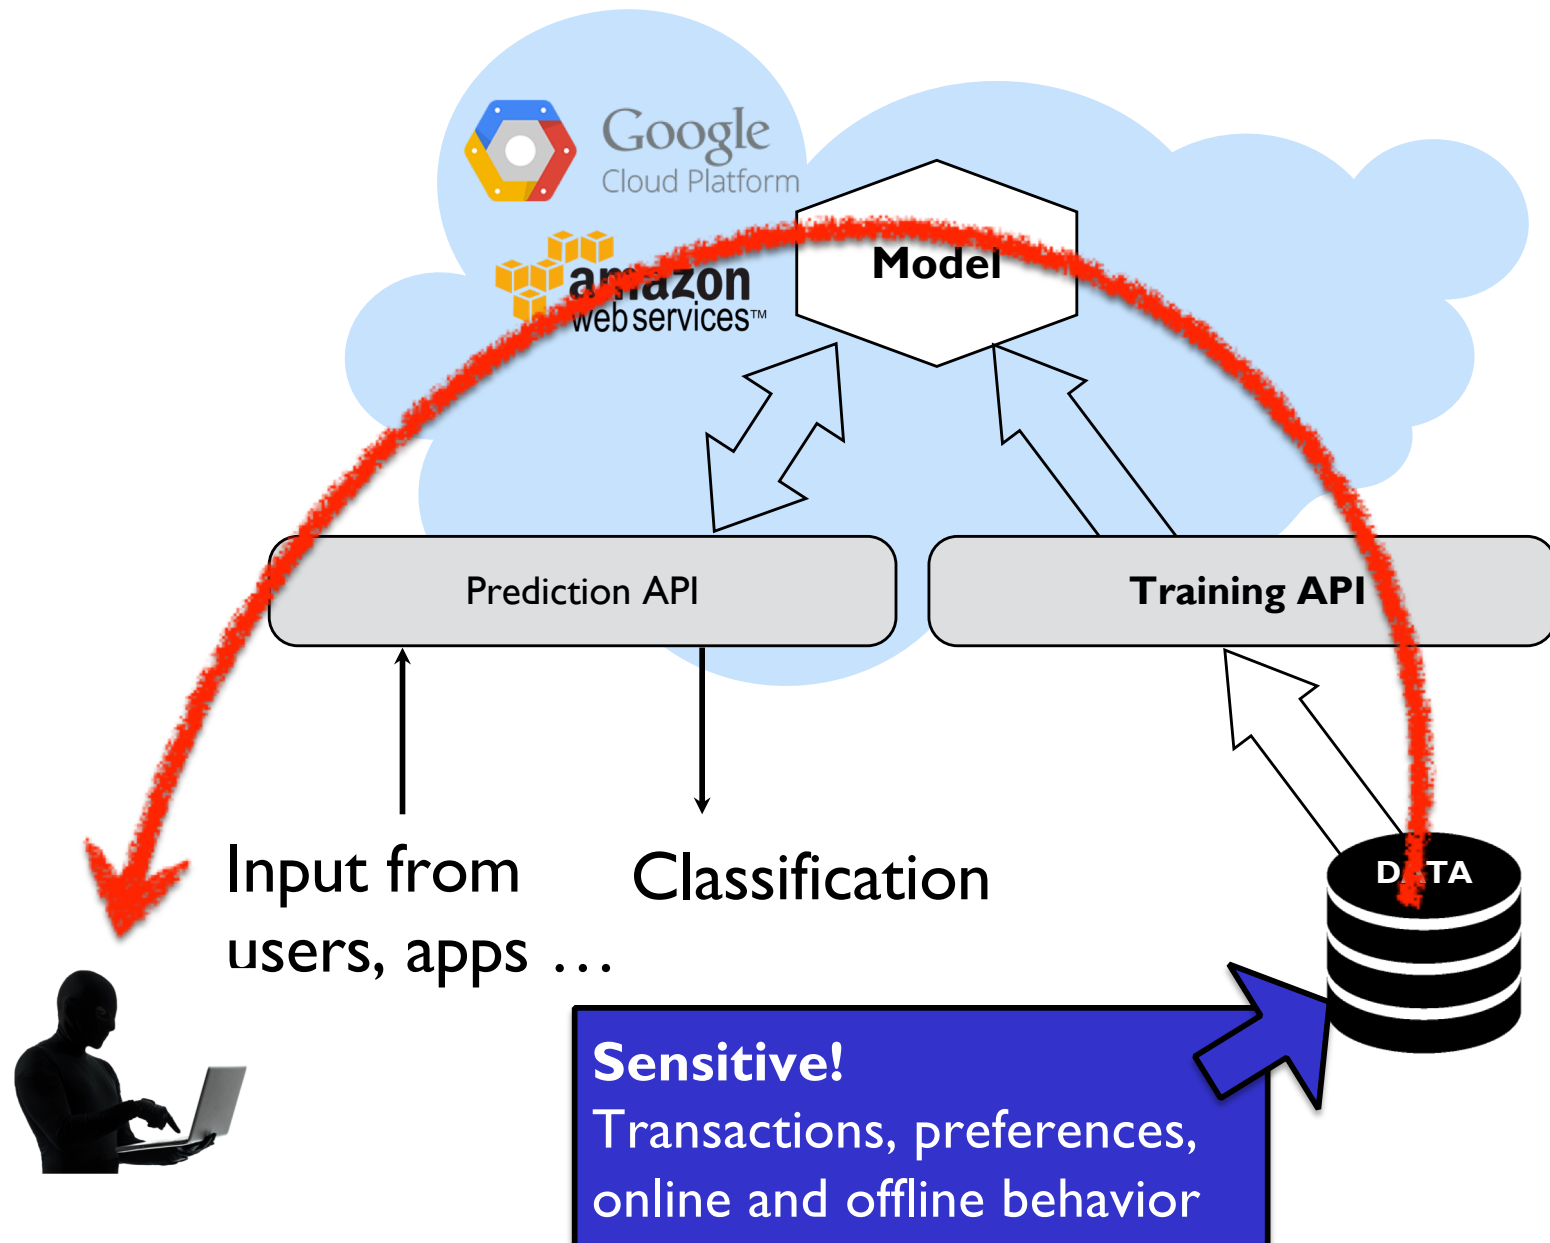 Google
Cloud Platform
amazon
web services™
Model
Prediction API
Training API
Input from
users, apps …
Classification
DATA
Sensitive!
Transactions, preferences,
online and offline behavior